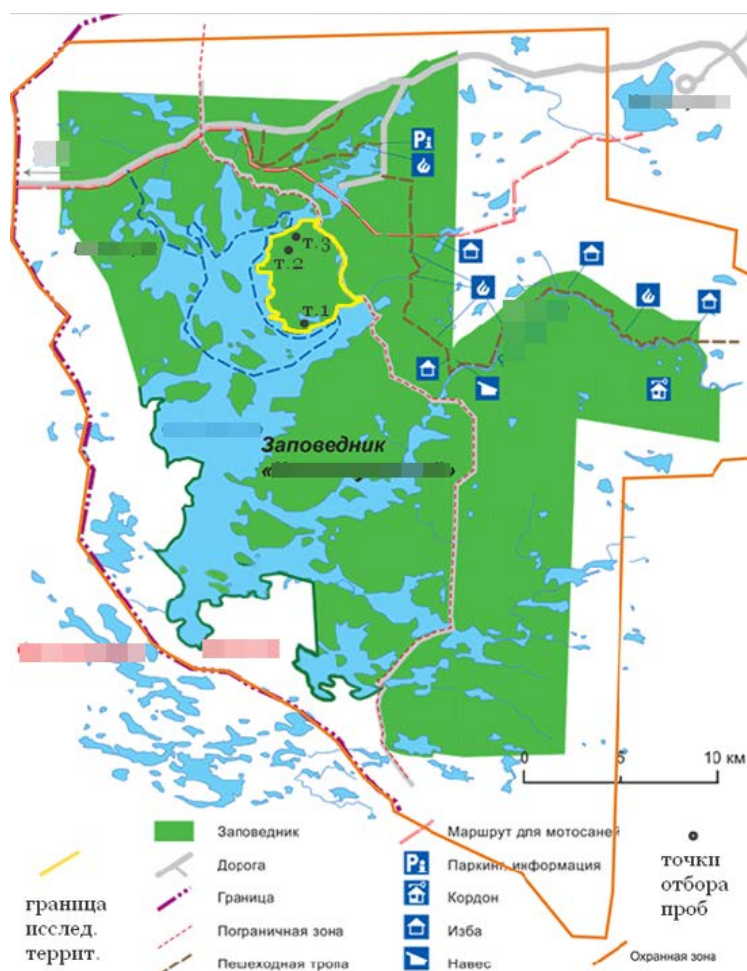 т.3
т.2
т.1
Заповедник
0 5 10 км
граница
исслед.
террит.
Заповедник
Дорога
Граница
Пограничная зона
Пешеходная тропа
Маршрут для мотосаней
Паркинг, информация
Кордон
Изба
Навес
точки
отбора
проб
Охранная зона